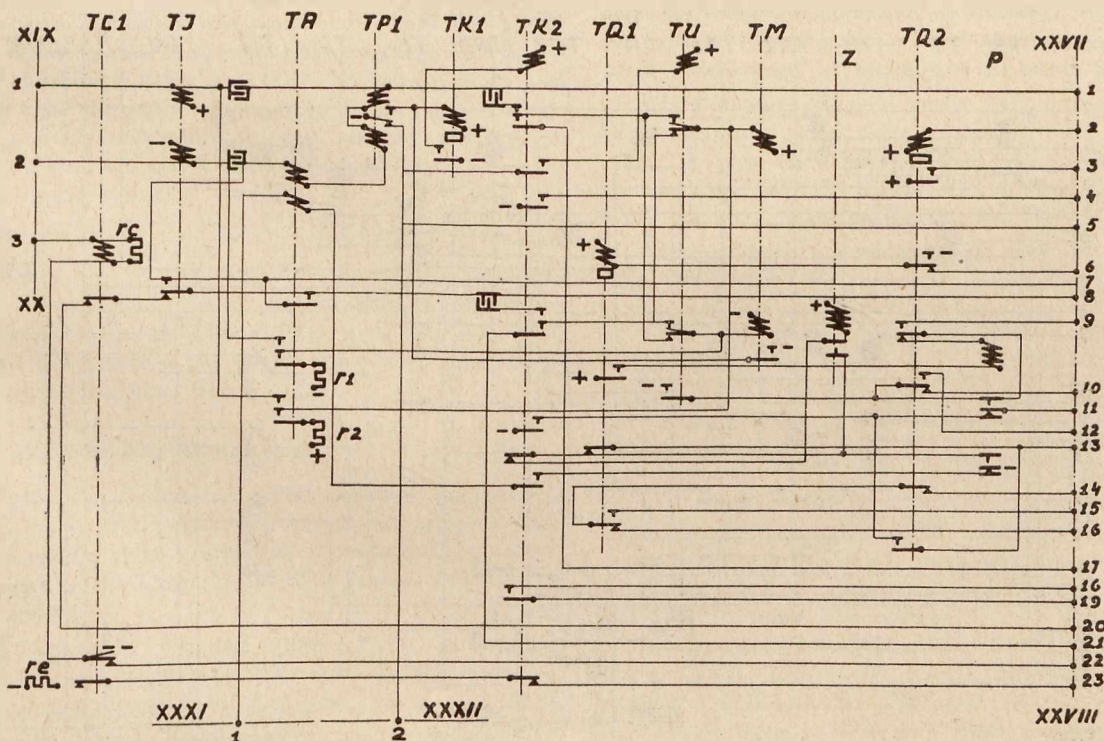 XIX TC1 TJ TA TP1 TK1 TK2 TQ1 TU TM Z TQ2 P XXVII
1 1
2 2
3
4
5
3 rc
6
7
XX 8
9
r1 10
11
r2 12
13
14
15
16
17
16
19
20
21
22
re 23
XXXI XXXII XXVIII
1 2